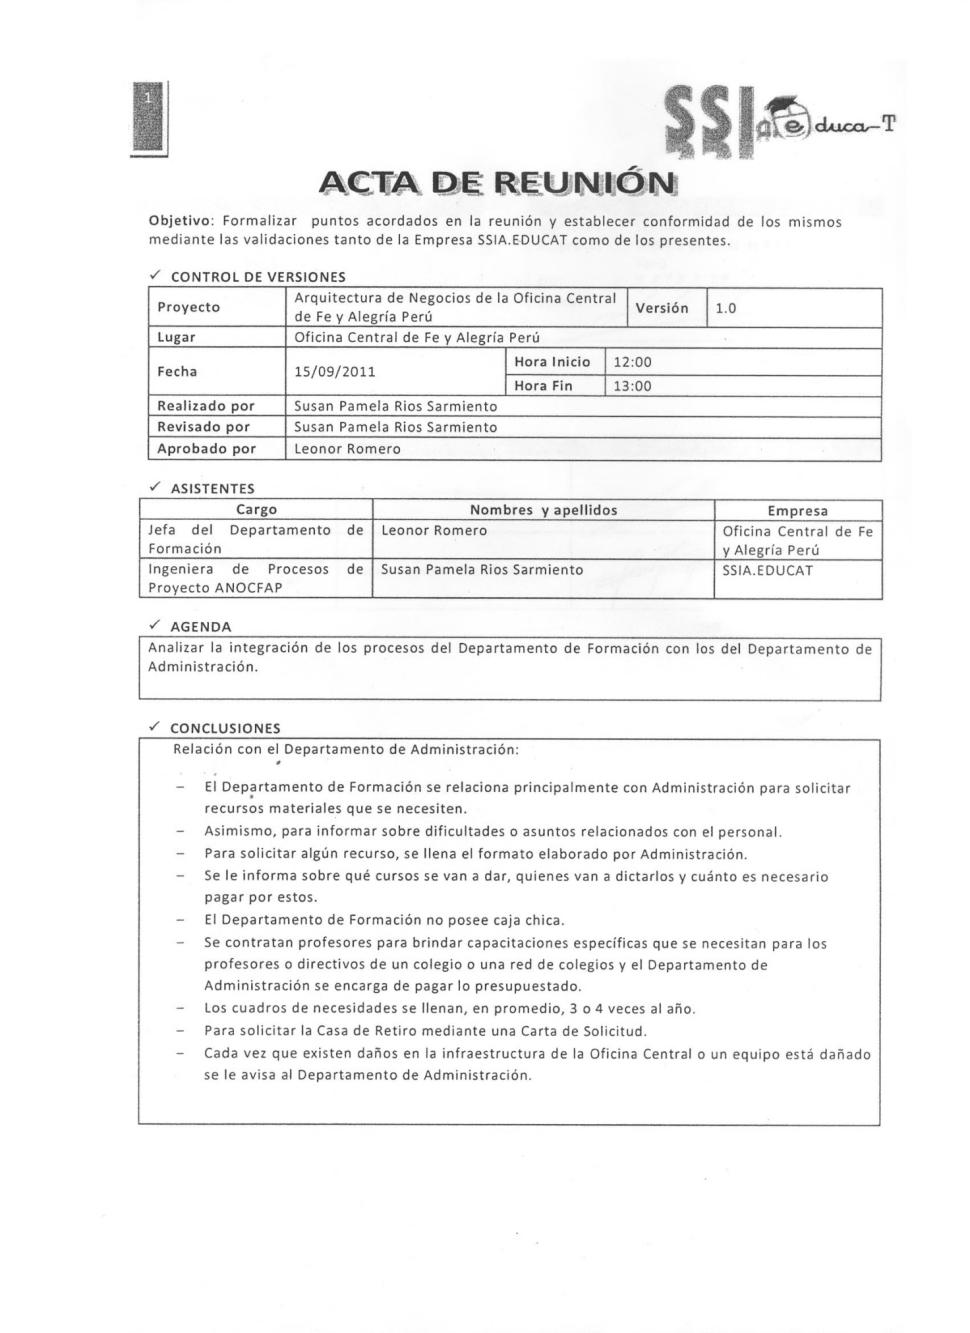 1
SSIA educa-T
ACTA DE REUNIÓN
Objetivo: Formalizar puntos acordados en la reunión y establecer conformidad de los mismos
mediante las validaciones tanto de la Empresa SSIA.EDUCAT como de los presentes.
✓ CONTROL DE VERSIONES
Proyecto Arquitectura de Negocios de la Oficina Central Versión 1.0
de Fe y Alegría Perú
Lugar Oficina Central de Fe y Alegría Perú
Fecha 15/09/2011 Hora Inicio 12:00
Hora Fin 13:00
Realizado por Susan Pamela Rios Sarmiento
Revisado por Susan Pamela Rios Sarmiento
Aprobado por Leonor Romero
✓ ASISTENTES
Cargo Nombres y apellidos Empresa
Jefa del Departamento de Leonor Romero Oficina Central de Fe
Formación y Alegría Perú
Ingeniera de Procesos de Susan Pamela Rios Sarmiento SSIA.EDUCAT
Proyecto ANOCFAP
✓ AGENDA
Analizar la integración de los procesos del Departamento de Formación con los del Departamento de
Administración.
✓ CONCLUSIONES
Relación con el Departamento de Administración:
– El Departamento de Formación se relaciona principalmente con Administración para solicitar
recursos materiales que se necesiten.
– Asimismo, para informar sobre dificultades o asuntos relacionados con el personal.
– Para solicitar algún recurso, se llena el formato elaborado por Administración.
– Se le informa sobre qué cursos se van a dar, quienes van a dictarlos y cuánto es necesario
pagar por estos.
– El Departamento de Formación no posee caja chica.
– Se contratan profesores para brindar capacitaciones específicas que se necesitan para los
profesores o directivos de un colegio o una red de colegios y el Departamento de
Administración se encarga de pagar lo presupuestado.
– Los cuadros de necesidades se llenan, en promedio, 3 o 4 veces al año.
– Para solicitar la Casa de Retiro mediante una Carta de Solicitud.
– Cada vez que existen daños en la infraestructura de la Oficina Central o un equipo está dañado
se le avisa al Departamento de Administración.